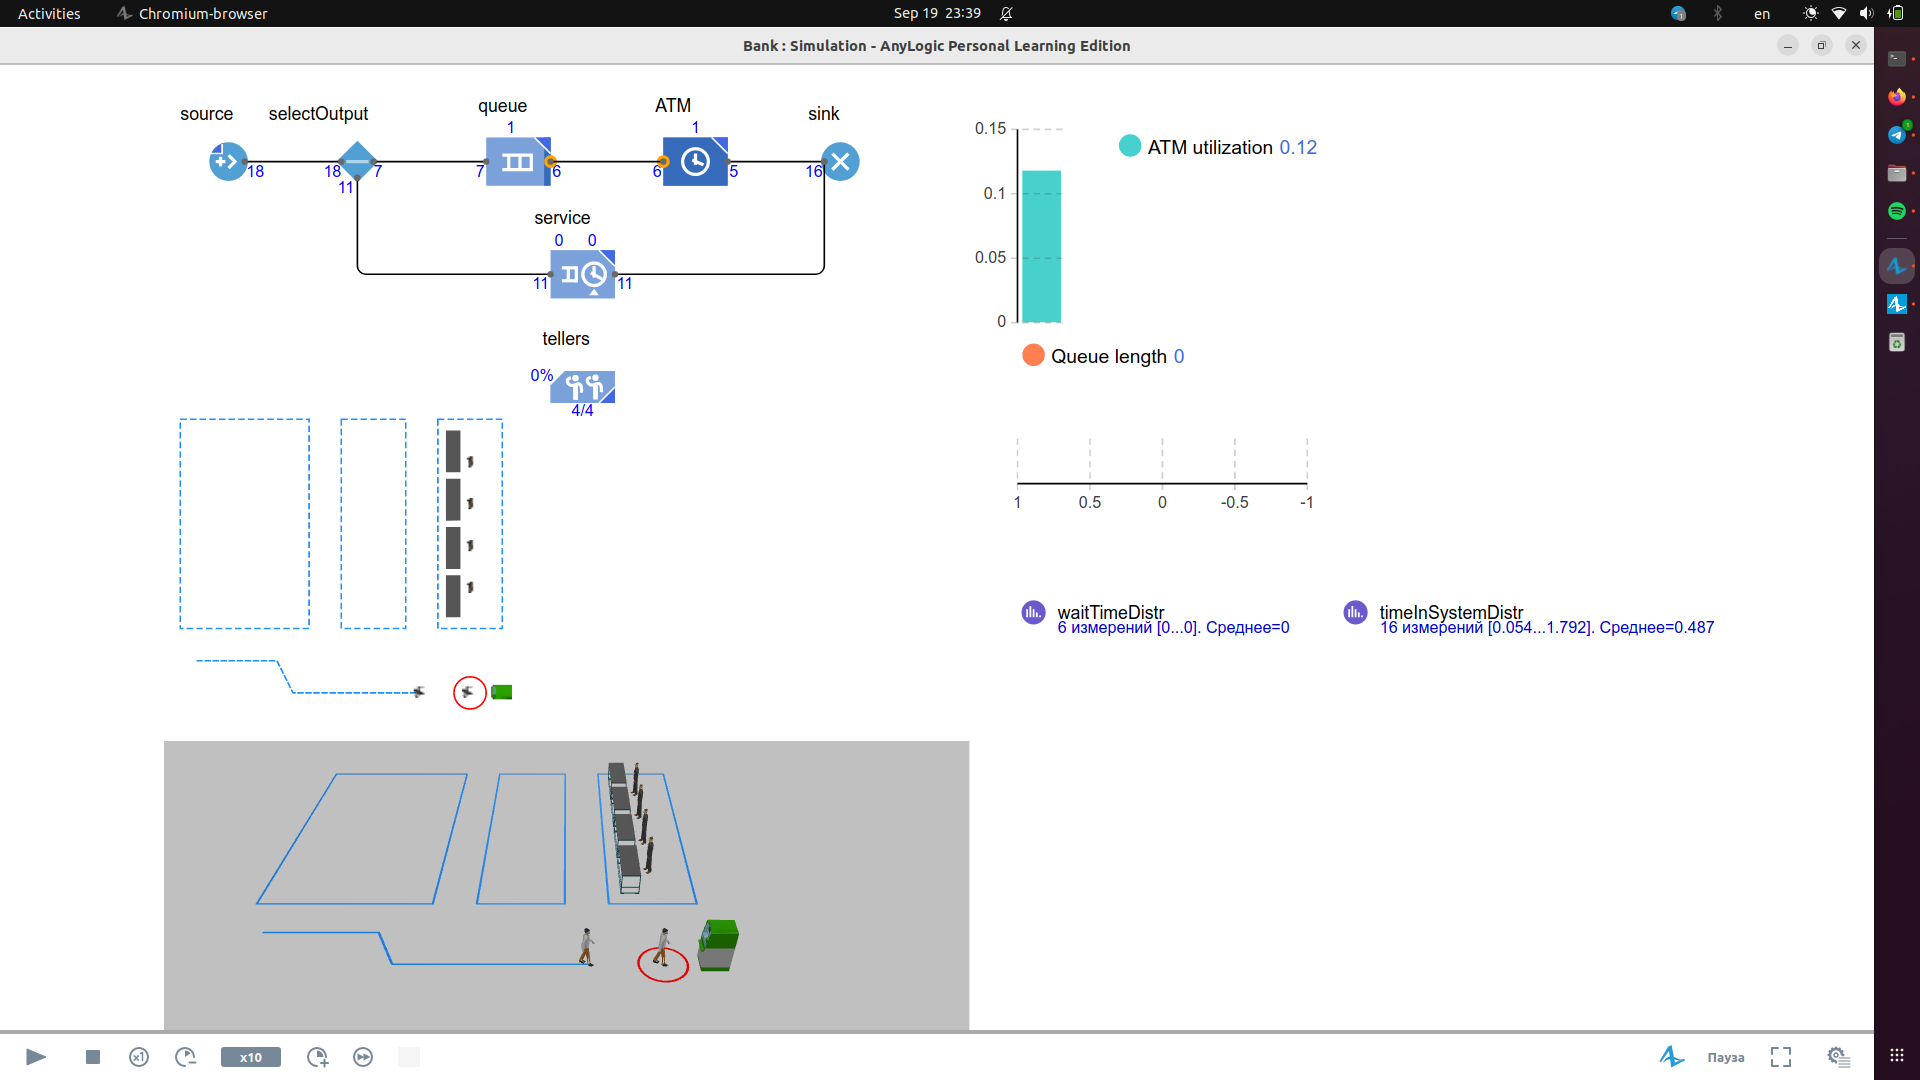 Activities Chromium-browser Sep 19 23:39 en
Bank : Simulation - AnyLogic Personal Learning Edition
source selectOutput queue ATM sink
1 1
18 18 7 7 6 6 5 16
11
service
0 0
11 11
tellers
0%
4/4
0.15
0.1
0.05
0
ATM utilization 0.12
Queue length 0
1 0.5 0 -0.5 -1
waitTimeDistr
6 измерений [0...0]. Среднее=0
timeInSystemDistr
16 измерений [0.054...1.792]. Среднее=0.487
x1 x10 Пауза